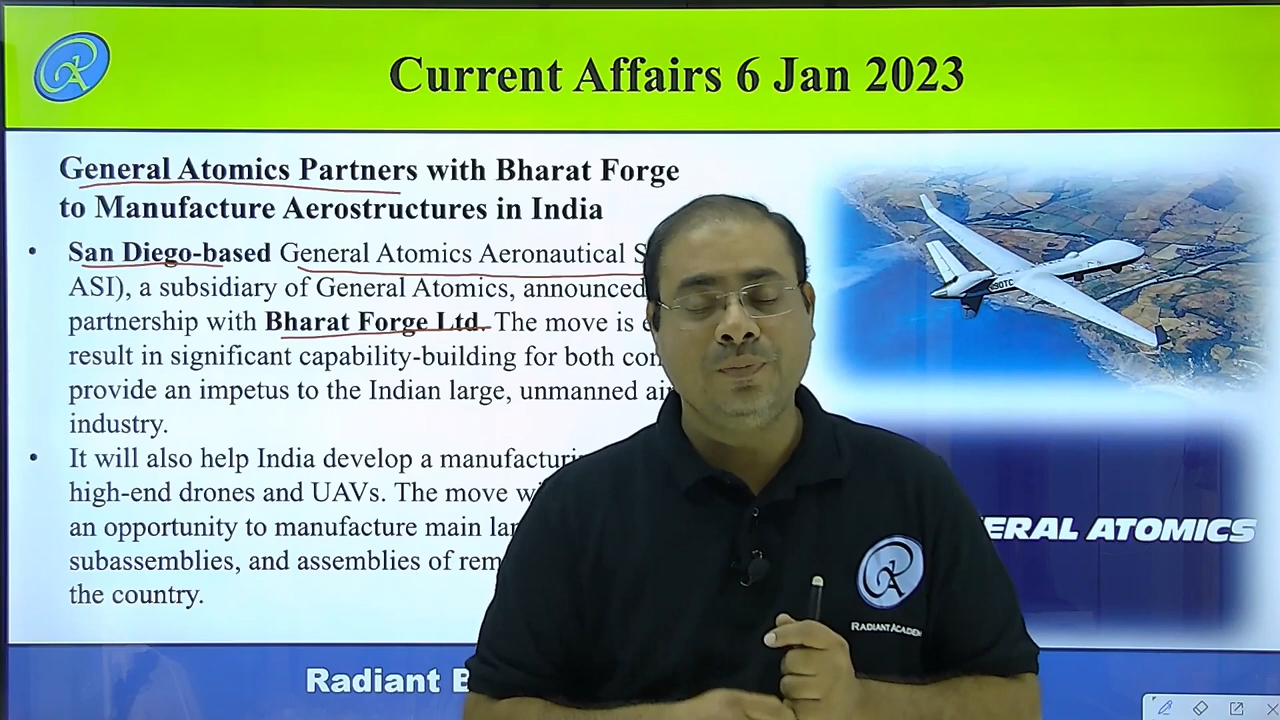 Current Affairs 6 Jan 2023
General Atomics Partners with Bharat Forge
to Manufacture Aerostructures in India
• San Diego-based General Atomics Aeronautical S
ASI), a subsidiary of General Atomics, announced
partnership with Bharat Forge Ltd. The move is
result in significant capability-building for both
provide an impetus to the Indian large, unmanned
industry.
• It will also help India develop a
high-end drones and UAVs. The move
an opportunity to manufacture main
subassemblies, and assemblies of
the country.
ERAL ATOMICS
RADIANT ACADEM
Radiant